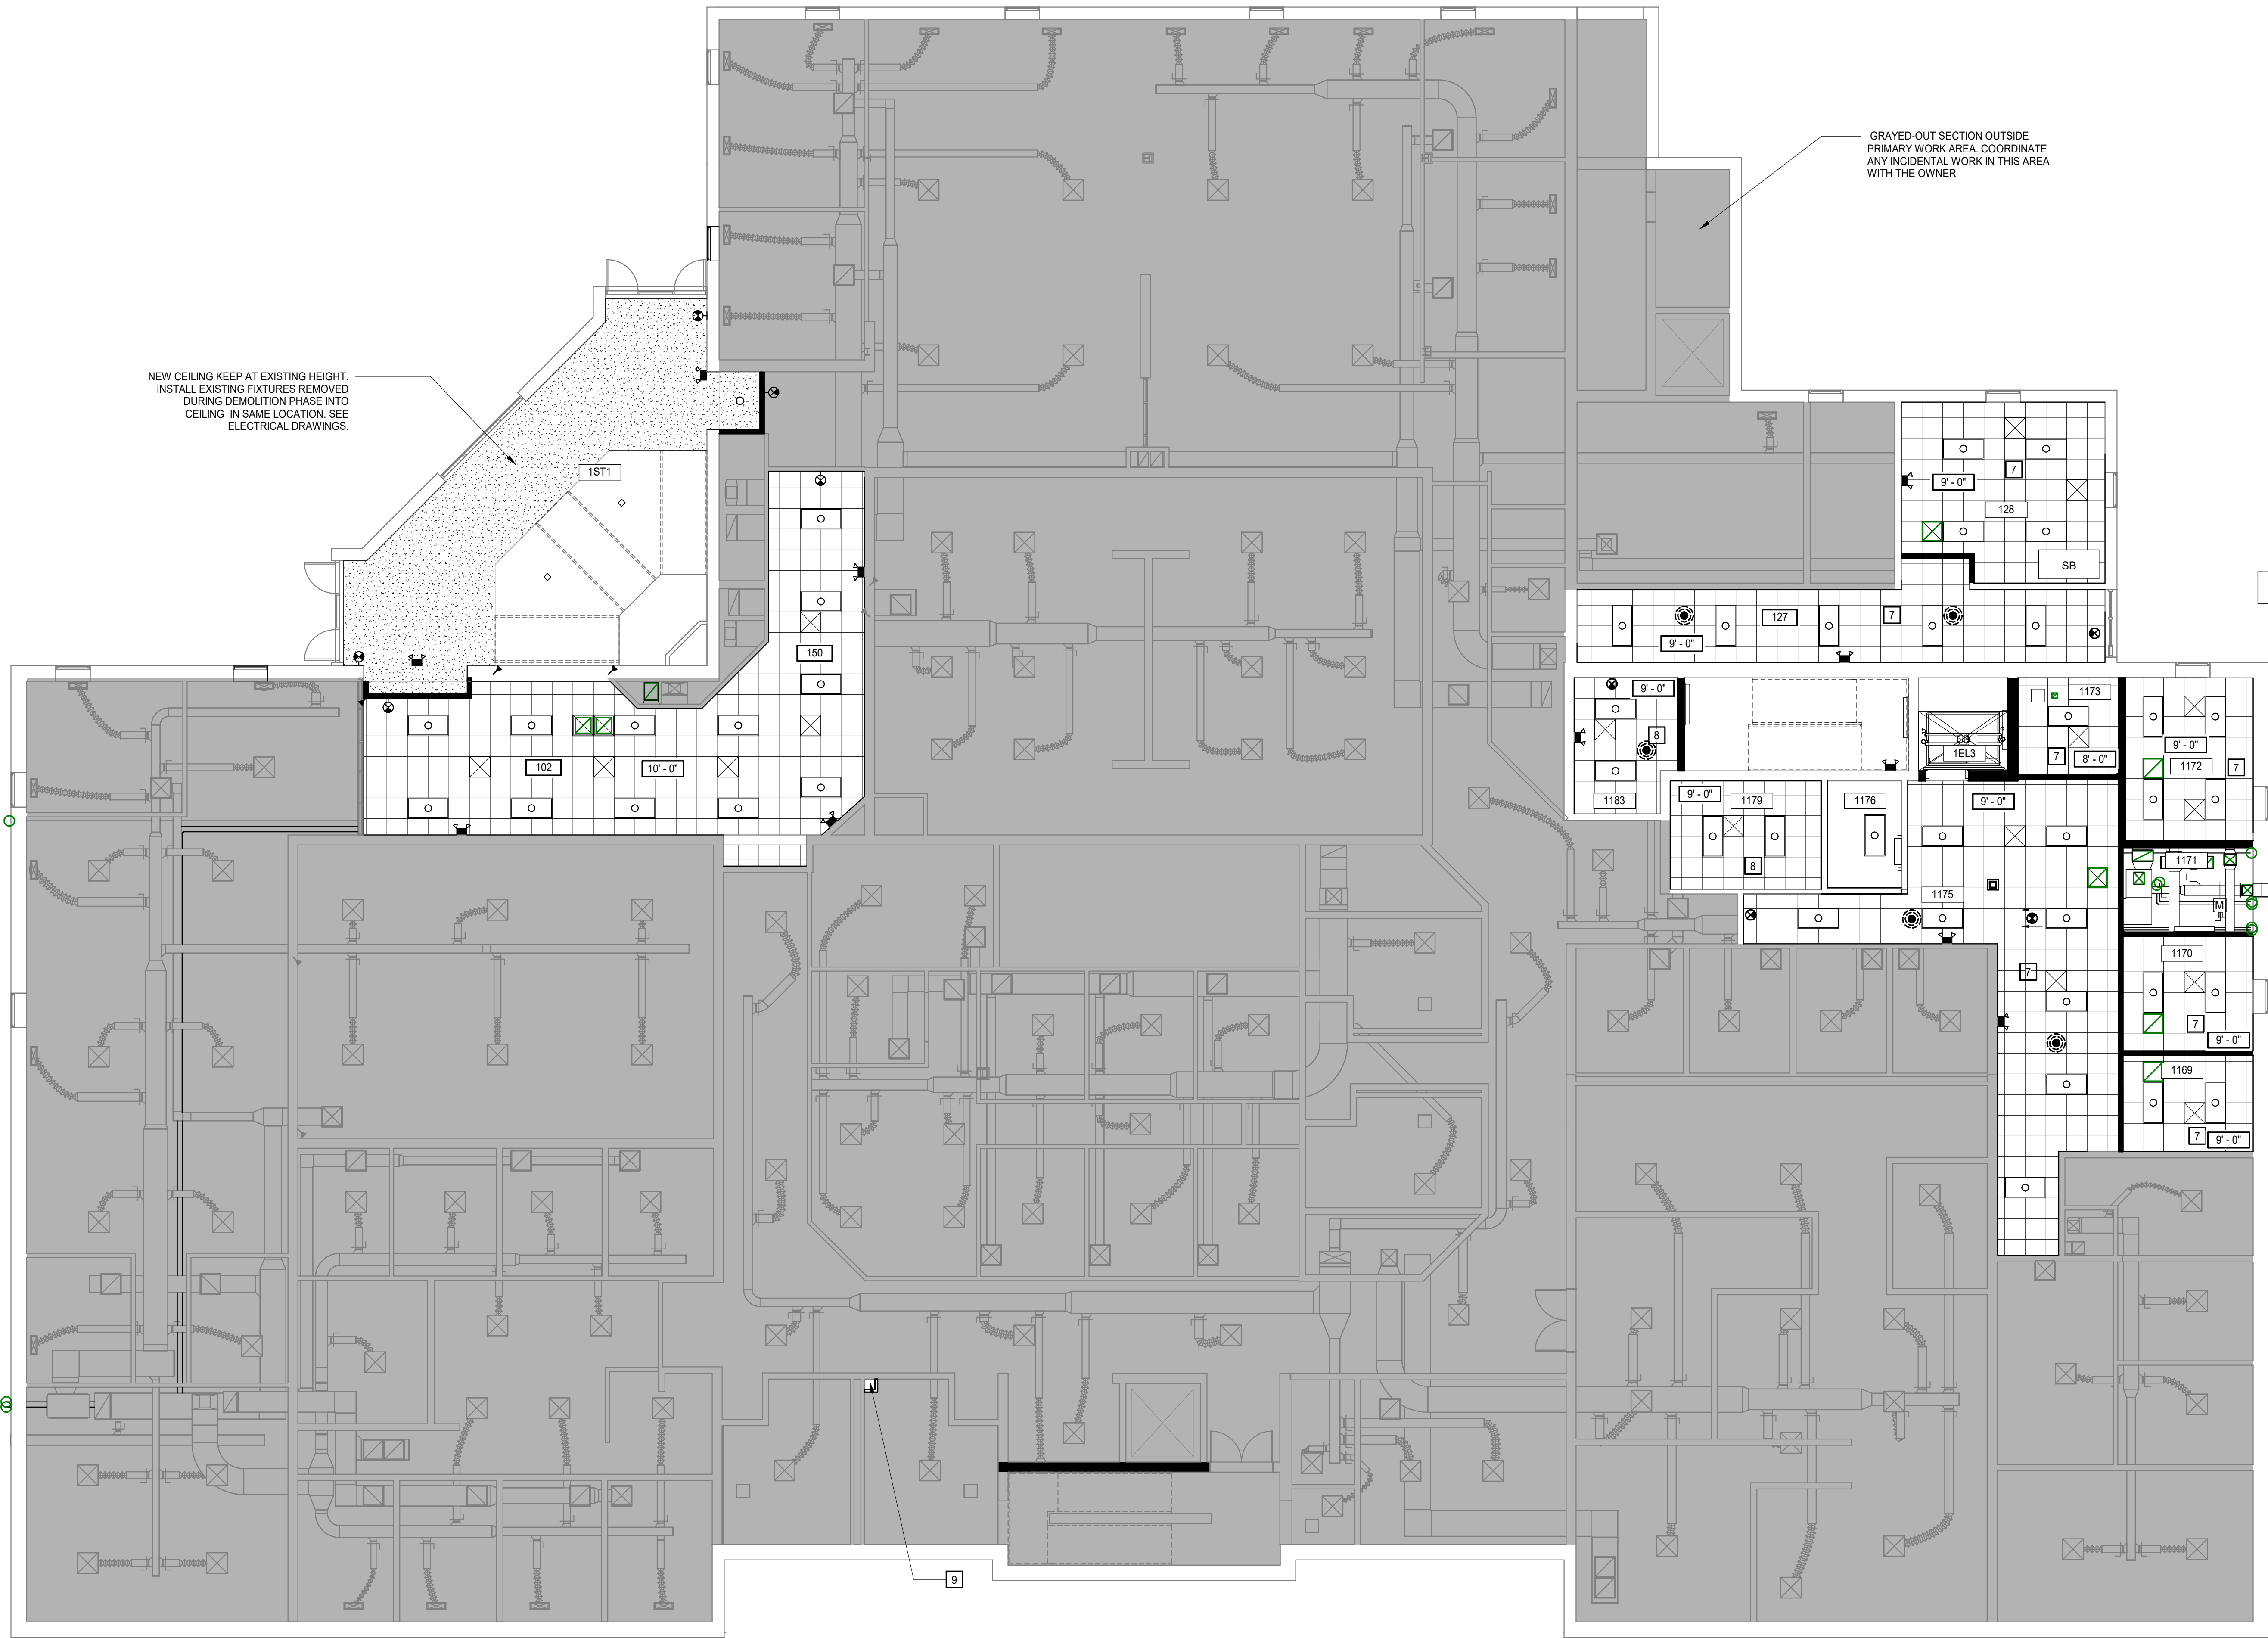 GRAYED-OUT SECTION OUTSIDE
PRIMARY WORK AREA. COORDINATE
ANY INCIDENTAL WORK IN THIS AREA
WITH THE OWNER
NEW CEILING KEEP AT EXISTING HEIGHT.
INSTALL EXISTING FIXTURES REMOVED
DURING DEMOLITION PHASE INTO
CEILING IN SAME LOCATION. SEE
ELECTRICAL DRAWINGS.
1ST1
7
9' - 0"
128
SB
127
7
9' - 0"
150
102
10' - 0"
9' - 0"
8
1183
1EL3
1173
7
8' - 0"
9' - 0"
1172
7
9' - 0"
1179
8
1176
9' - 0"
1175
7
1171
M
1170
7
9' - 0"
1169
7
9' - 0"
9